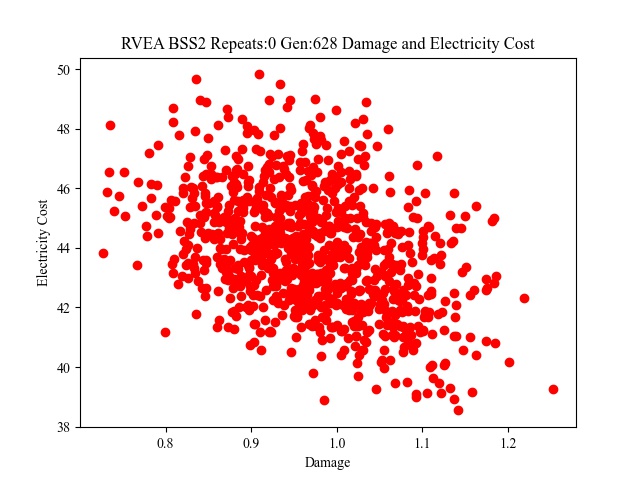 RVEA BSS2 Repeats:0 Gen:628 Damage and Electricity Cost
50
48
46
44
42
40
38
Electricity Cost
0.8 0.9 1.0 1.1 1.2
Damage